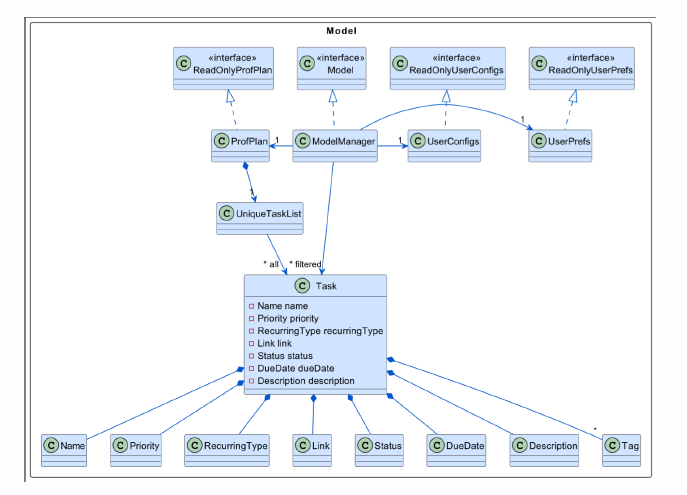 Model
«interface»
ReadOnlyProfPlan
«interface»
Model
«interface»
ReadOnlyUserConfigs
«interface»
ReadOnlyUserPrefs
C
C
C
C
C ProfPlan
1
C ModelManager
1
C UserConfigs
1
C UserPrefs
1
C UniqueTaskList
* all
* filtered
C Task
Name name
Priority priority
RecurringType recurringType
Link link
Status status
DueDate dueDate
Description description
*
C Name
C Priority
C RecurringType
C Link
C Status
C DueDate
C Description
C Tag